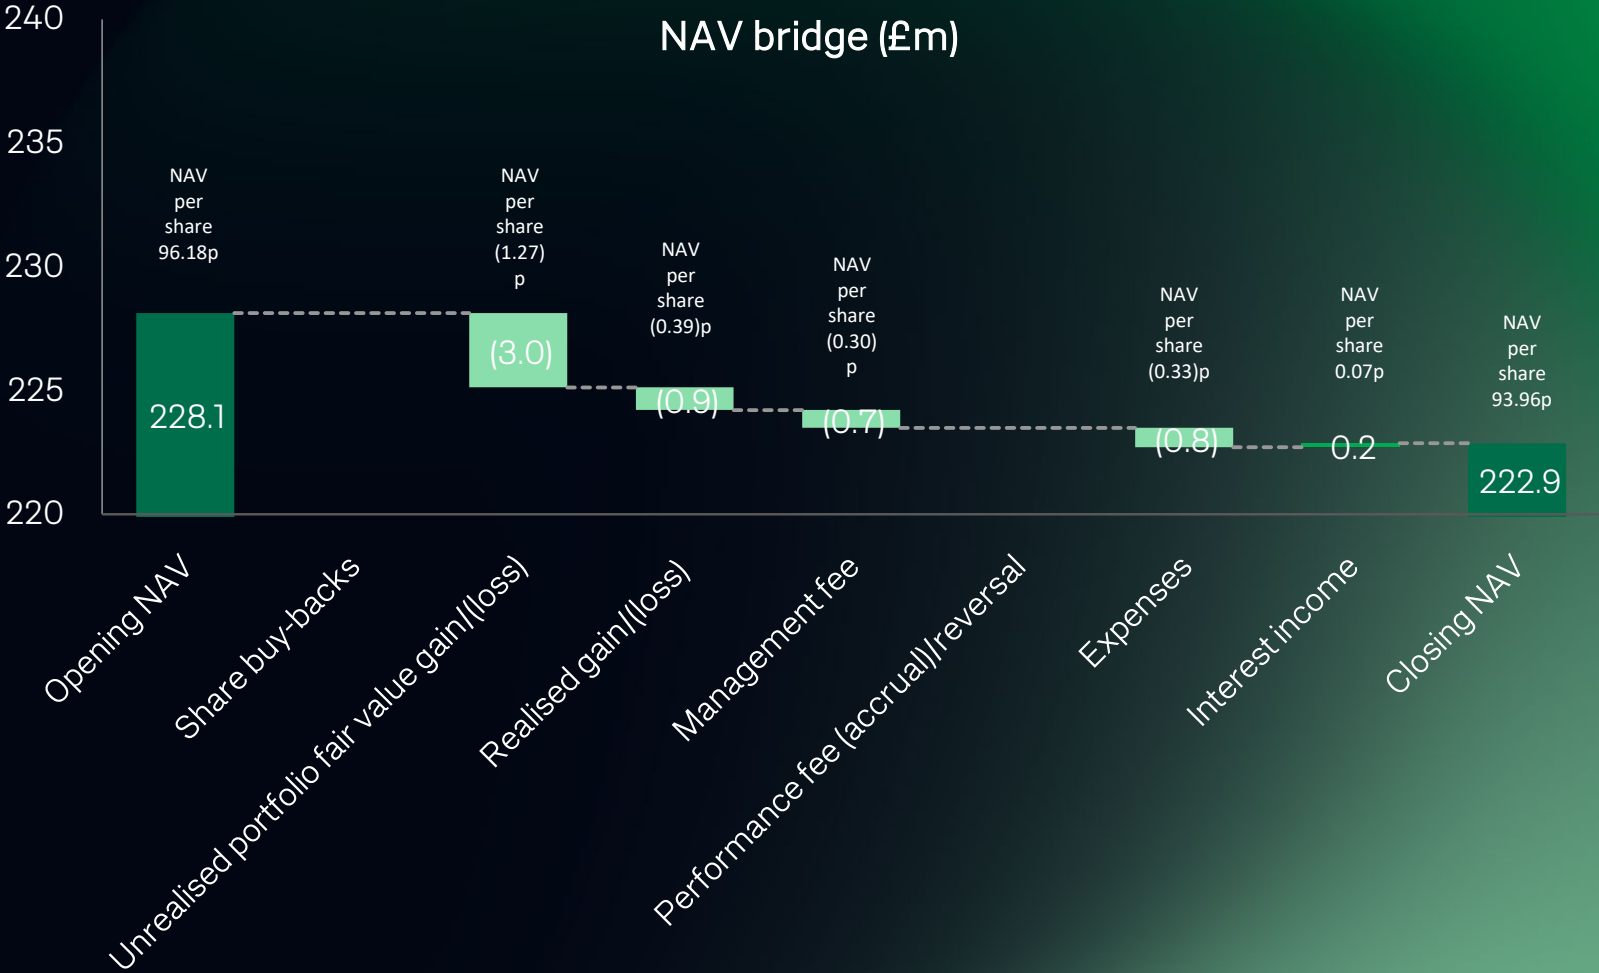 NAV bridge (£m)
240
235
230
225
220
NAV
per
share
96.18p
NAV
per
share
(1.27)
p
NAV
per
share
(0.39)p
NAV
per
share
(0.30)
p
NAV
per
share
(0.33)p
NAV
per
share
0.07p
NAV
per
share
93.96p
228.1
(3.0)
(0.9)
(0.7)
(0.8)
0.2
222.9
Opening NAV
Share buy-backs
Unrealised portfolio fair value gain/(loss)
Realised gain/(loss)
Management fee
Performance fee (accrual)/reversal
Expenses
Interest income
Closing NAV